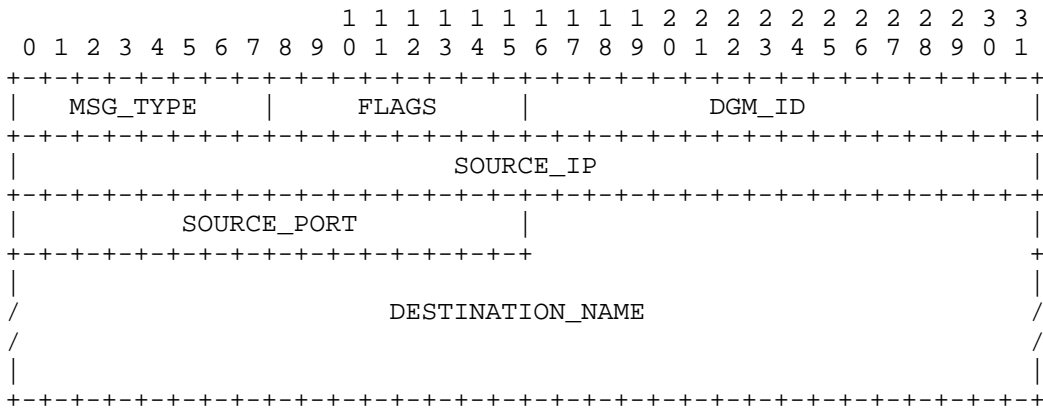 1 1 1 1 1 1 1 1 1 1 2 2 2 2 2 2 2 2 2 2 3 3
 0 1 2 3 4 5 6 7 8 9 0 1 2 3 4 5 6 7 8 9 0 1 2 3 4 5 6 7 8 9 0 1
+-+-+-+-+-+-+-+-+-+-+-+-+-+-+-+-+-+-+-+-+-+-+-+-+-+-+-+-+-+-+-+-+
|   MSG_TYPE    |     FLAGS     |           DGM_ID              |
+-+-+-+-+-+-+-+-+-+-+-+-+-+-+-+-+-+-+-+-+-+-+-+-+-+-+-+-+-+-+-+-+
|                           SOURCE_IP                           |
+-+-+-+-+-+-+-+-+-+-+-+-+-+-+-+-+-+-+-+-+-+-+-+-+-+-+-+-+-+-+-+-+
|          SOURCE_PORT          |                               |
+-+-+-+-+-+-+-+-+-+-+-+-+-+-+-+-+                               +
|                                                               |
/                       DESTINATION_NAME                        /
/                                                               /
|                                                               |
+-+-+-+-+-+-+-+-+-+-+-+-+-+-+-+-+-+-+-+-+-+-+-+-+-+-+-+-+-+-+-+-+